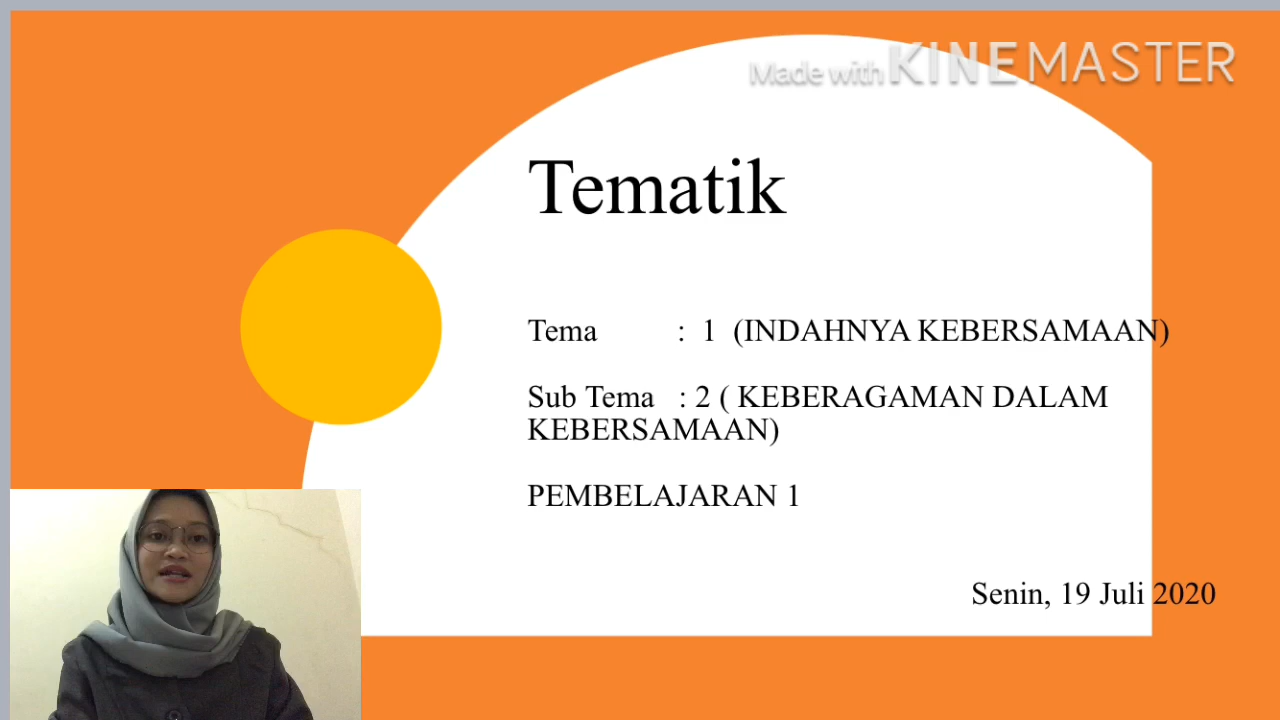 Made with KINEMASTER
Tematik
Tema : 1 (INDAHNYA KEBERSAMAAN)
Sub Tema : 2 ( KEBERAGAMAN DALAM
KEBERSAMAAN)
PEMBELAJARAN 1
Senin, 19 Juli 2020